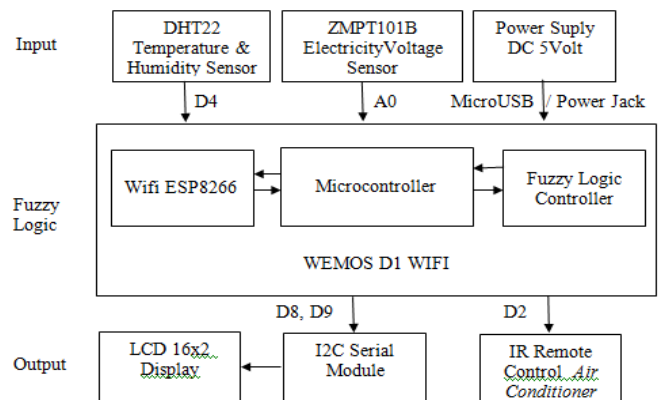 Input
DHT22
Temperature &
Humidity Sensor
ZMPT101B
ElectricityVoltage
Sensor
Power Suply
DC 5Volt
D4
A0
MicroUSB / Power Jack
Fuzzy
Logic
Wifi ESP8266
Microcontroller
Fuzzy Logic
Controller
WEMOS D1 WIFI
D8, D9
D2
Output
LCD 16x2
Display
I2C Serial
Module
IR Remote
Control Air
Conditioner